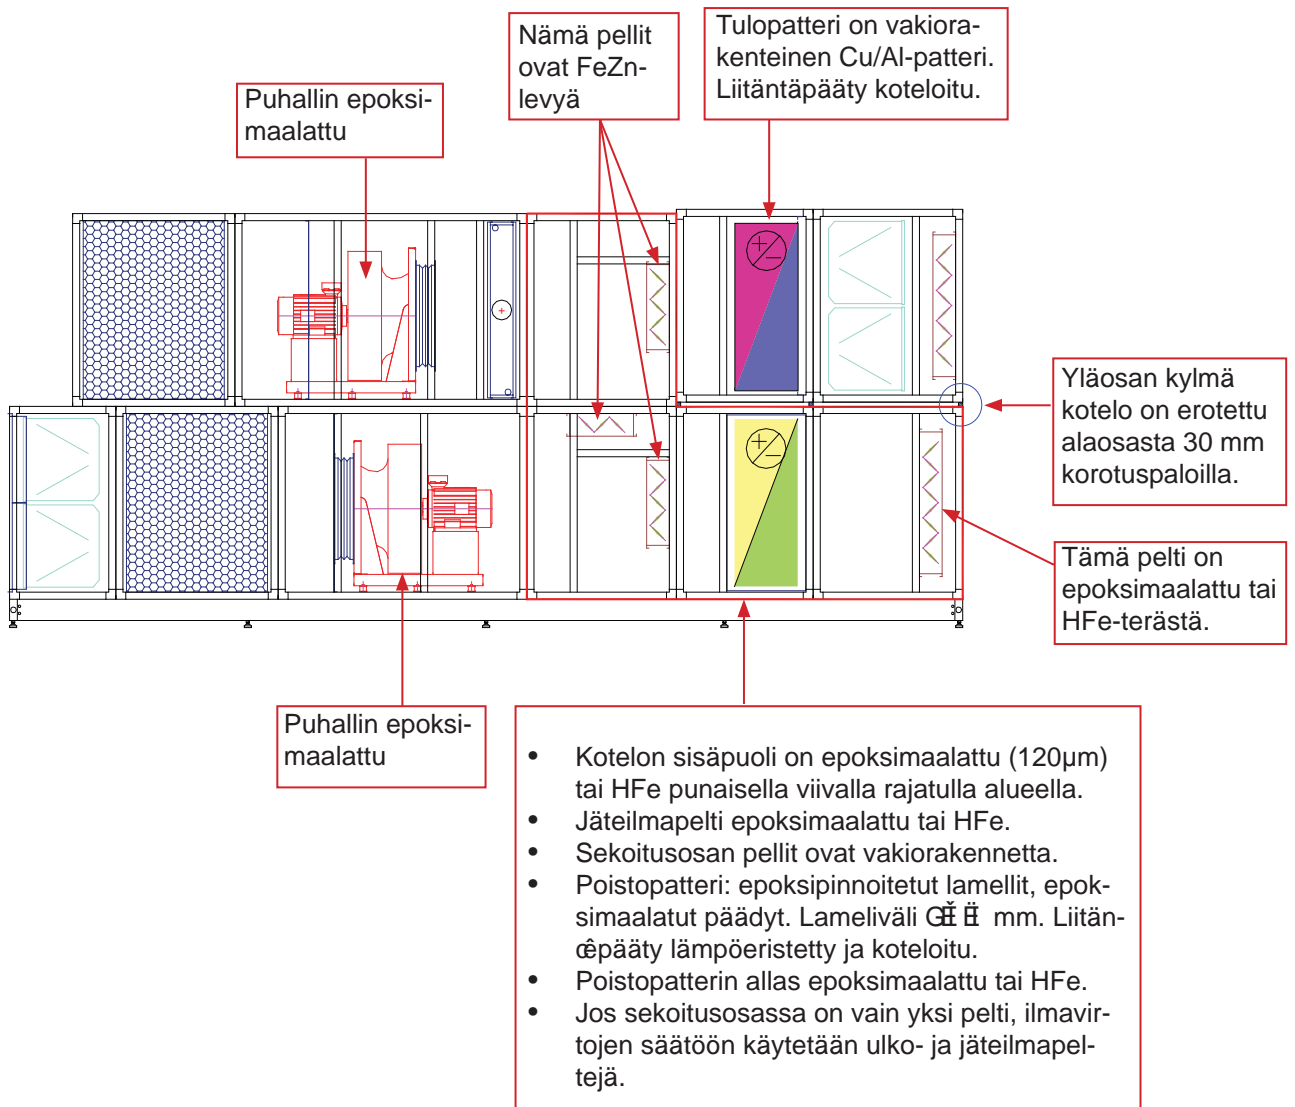 Nämä pellit
ovat FeZn-
levyä
Tulopatteri on vakiora-
kenteinen Cu/Al-patteri.
Liitäntäpääty koteloitu.
Puhallin epoksi-
maalattu
Yläosan kylmä
kotelo on erotettu
alaosasta 30 mm
korotuspaloilla.
Tämä pelti on
epoksimaalattu tai
HFe-terästä.
Puhallin epoksi-
maalattu
• Kotelon sisäpuoli on epoksimaalattu (120µm)
tai HFe punaisella viivalla rajatulla alueella.
• Jäteilmapelti epoksimaalattu tai HFe.
• Sekoitusosan pellit ovat vakiorakennetta.
• Poistopatteri: epoksipinnoitetut lamellit, epok-
simaalatut päädyt. Lameliväli mm. Liitän-
lämpöeristetty ja koteloitu.
• Poistopatterin allas epoksimaalattu tai HFe.
• Jos sekoitusosassa on vain yksi pelti, ilmavir-
tojen säätöön käytetään ulko- ja jäteilmapel-
tejä.